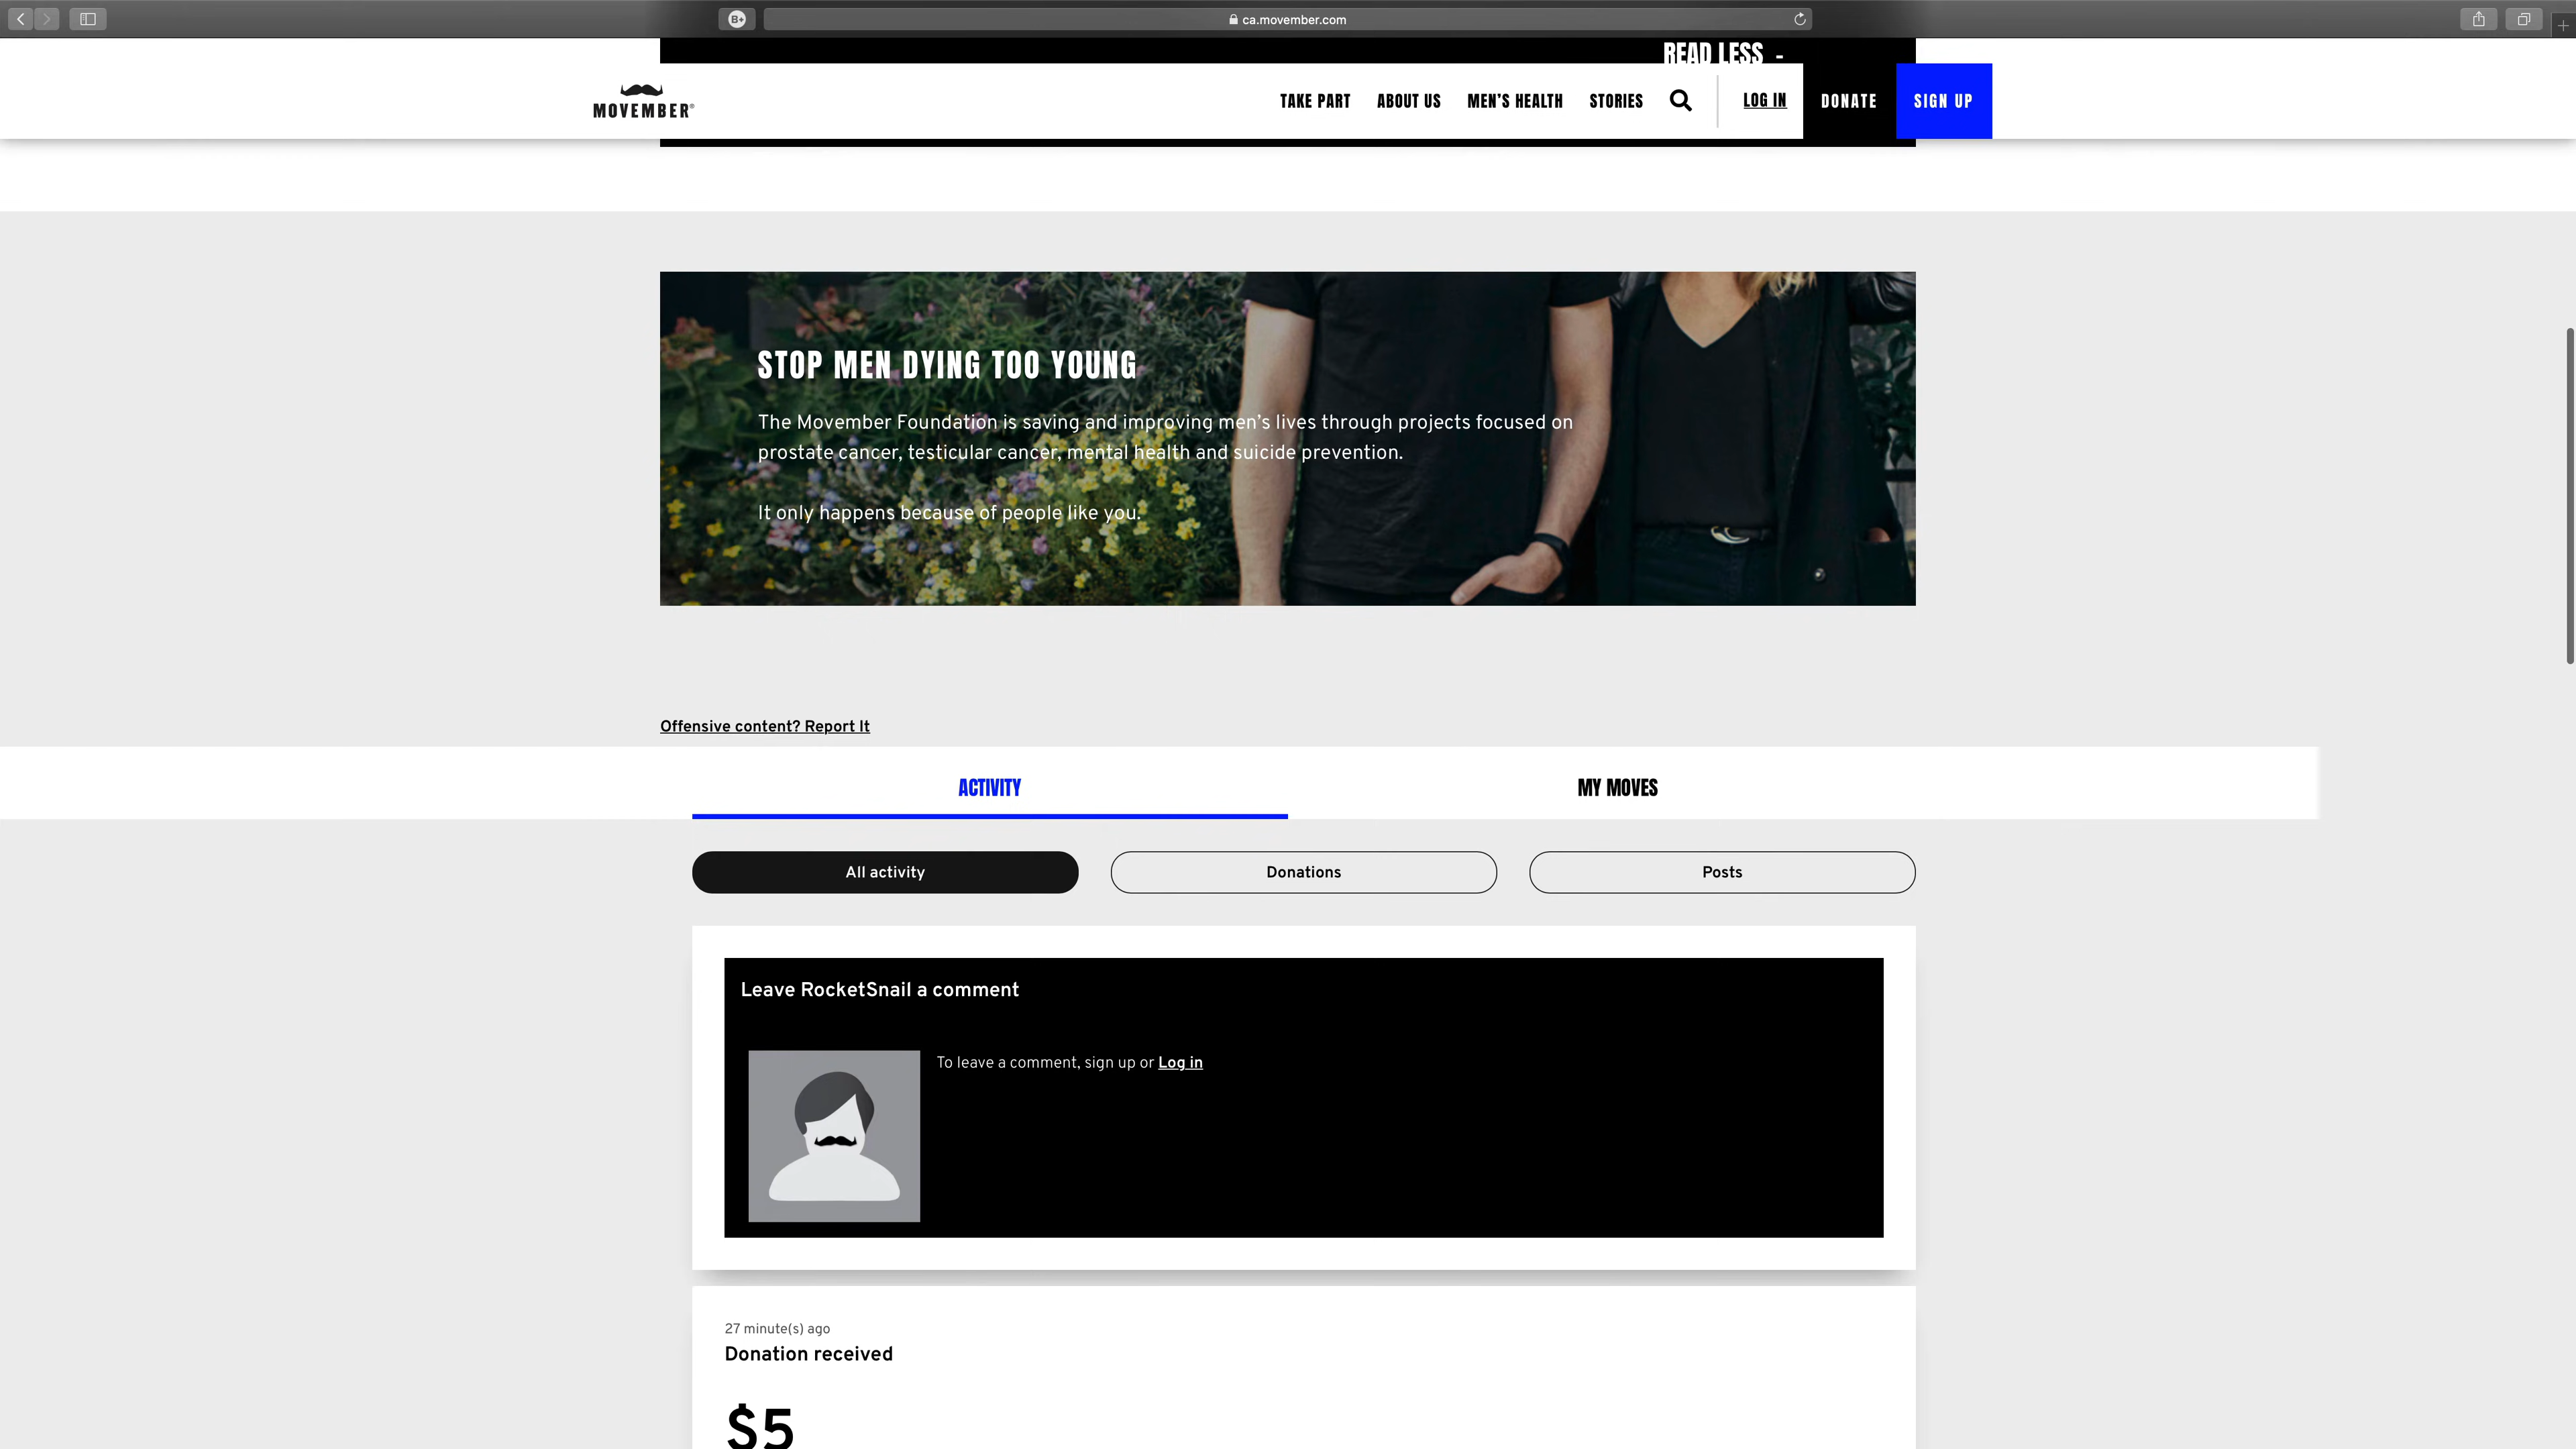 B+
ca.movember.com
READ LESS -
MOVEMBER®
TAKE PART ABOUT US MEN'S HEALTH STORIES LOG IN DONATE SIGN UP
STOP MEN DYING TOO YOUNG
The Movember Foundation is saving and improving men's lives through projects focused on
prostate cancer, testicular cancer, mental health and suicide prevention.
It only happens because of people like you.
Offensive content? Report It
ACTIVITY MY MOVES
All activity Donations Posts
Leave RocketSnail a comment
To leave a comment, sign up or Log in
27 minute(s) ago
Donation received
$5